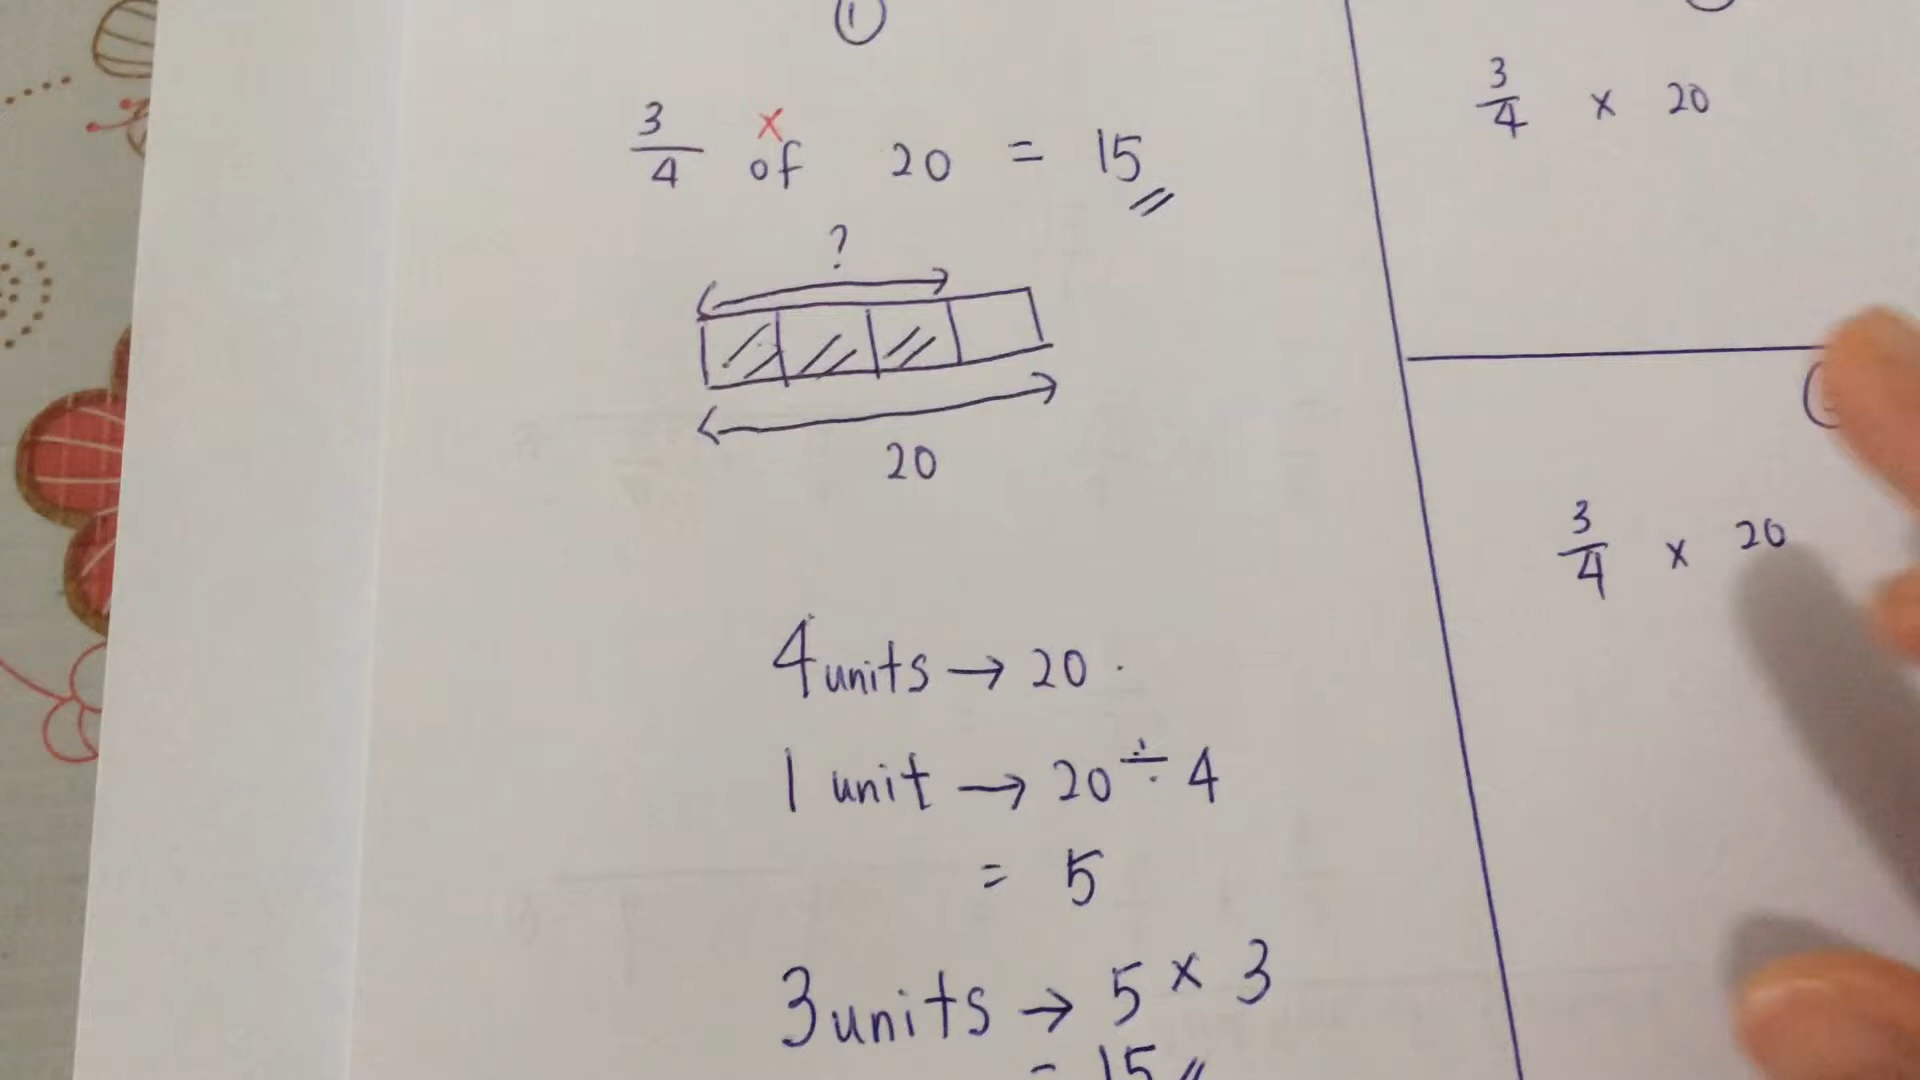 1
x
3/4 of 20 = 15
?
20
4 units → 20
1 unit → 20 ÷ 4
= 5
3 units → 5 × 3
= 15
3/4 × 20
3/4 × 20